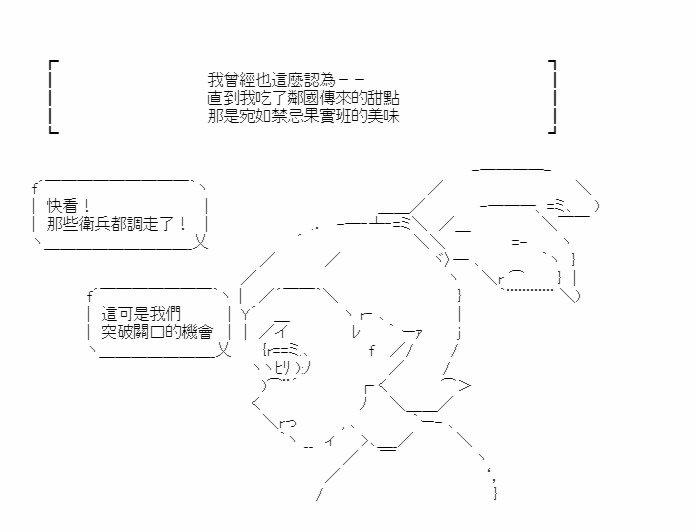 我曾經也這麼認為－－
直到我吃了鄰國傳來的甜點
那是宛如禁忌果實班的美味
快看！
那些衛兵都調走了！
這可是我們
突破關口的機會